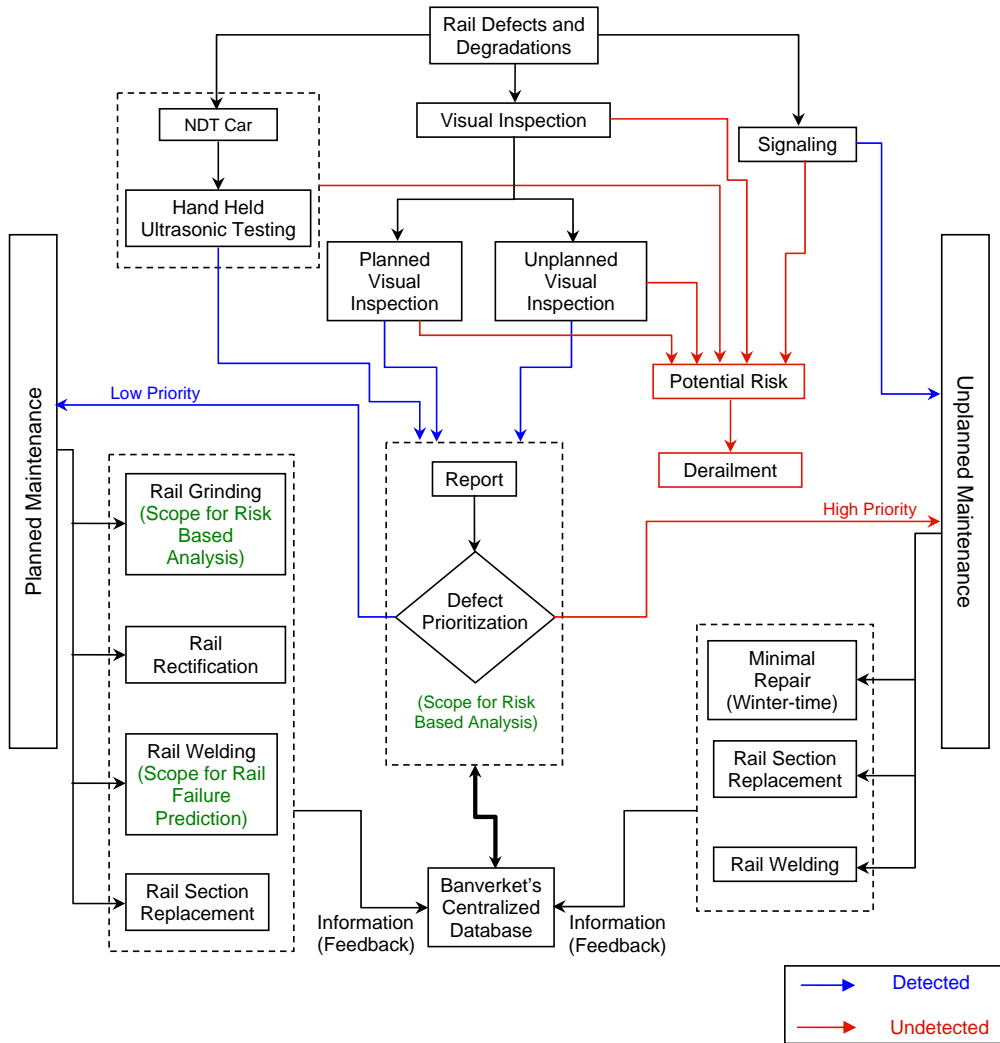 Rail Defects and
Degradations
NDT Car
Visual Inspection
Signaling
Hand Held
Ultrasonic Testing
Planned
Visual
Inspection
Unplanned
Visual
Inspection
Potential Risk
Derailment
Planned Maintenance
Unplanned Maintenance
Low Priority
High Priority
Report
Defect
Prioritization
(Scope for Risk
Based Analysis)
Rail Grinding
(Scope for Risk
Based
Analysis)
Rail
Rectification
Rail Welding
(Scope for Rail
Failure
Prediction)
Rail Section
Replacement
Minimal
Repair
(Winter-time)
Rail Section
Replacement
Rail Welding
Information
(Feedback)
Banverket's
Centralized
Database
Information
(Feedback)
Detected
Undetected